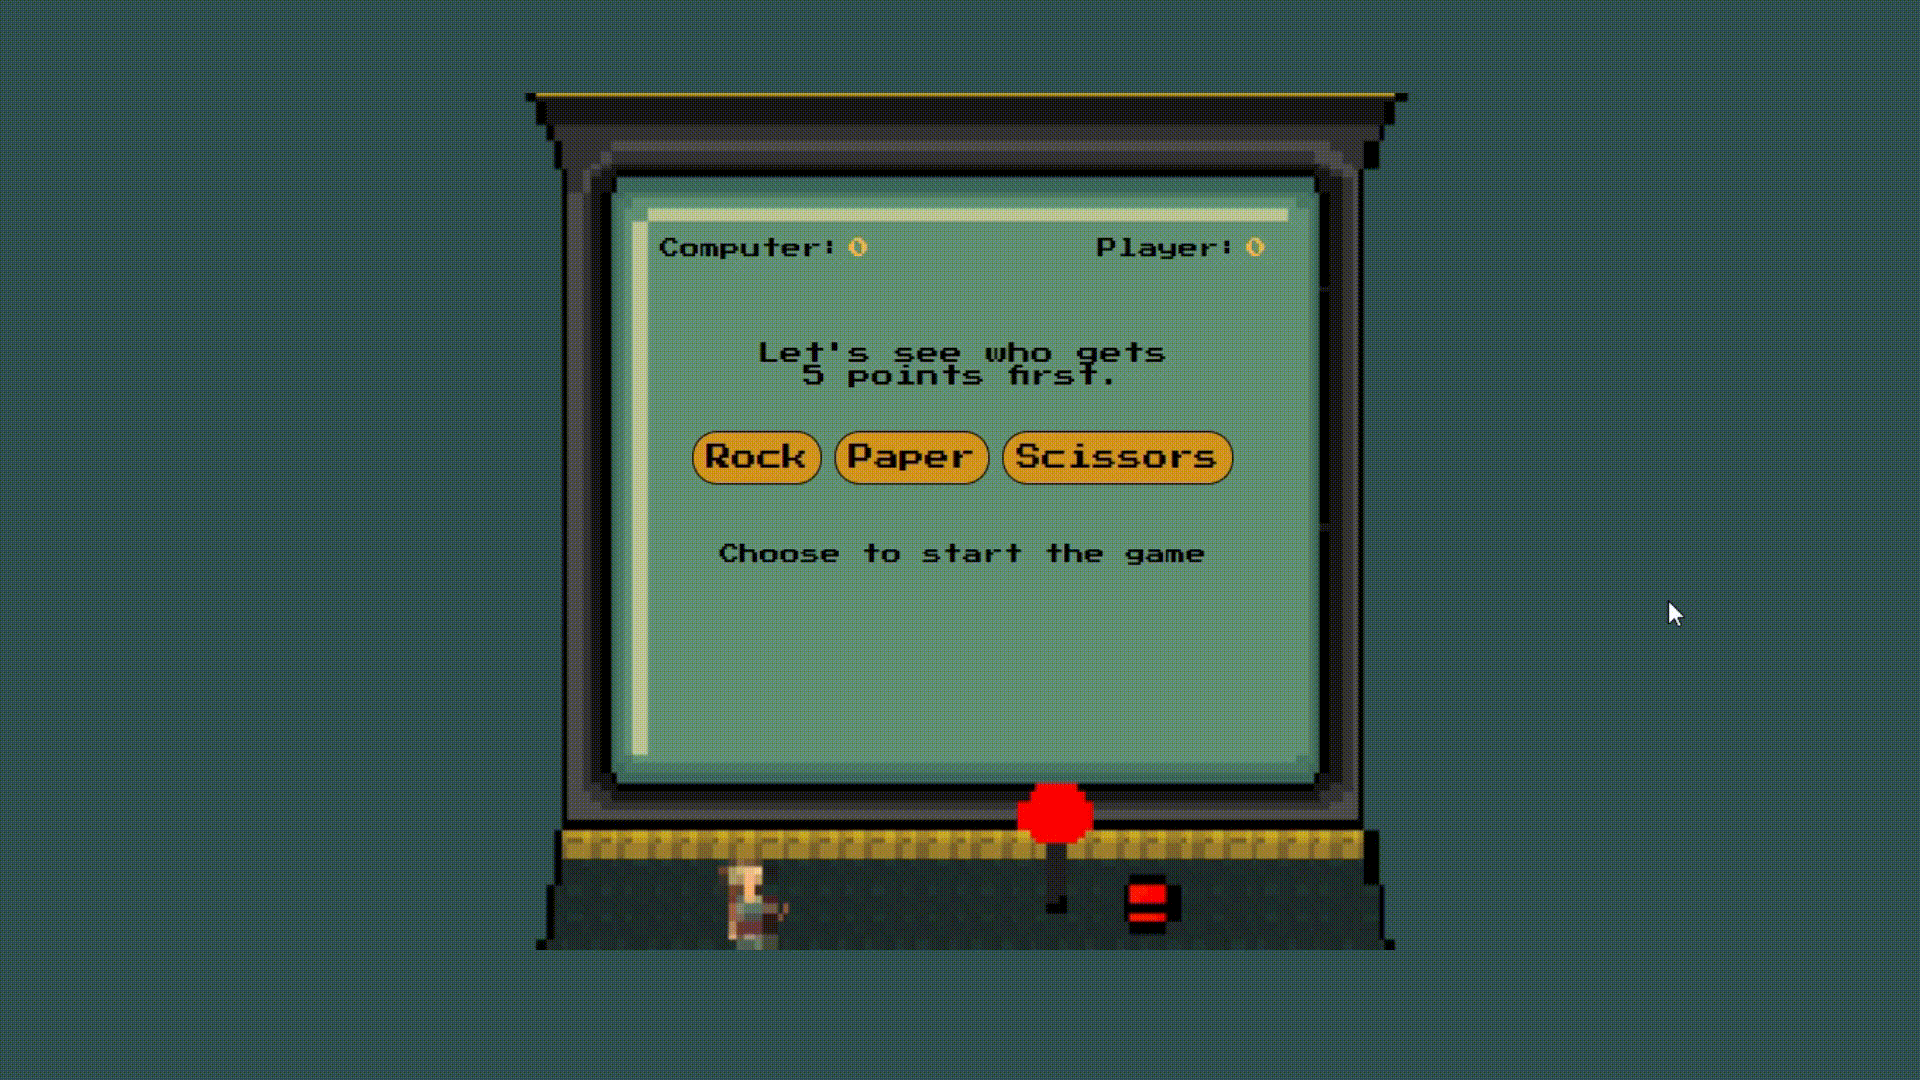 Computer: 0 Player: 0
Let's see who gets
5 points first.
Rock Paper Scissors
Choose to start the game